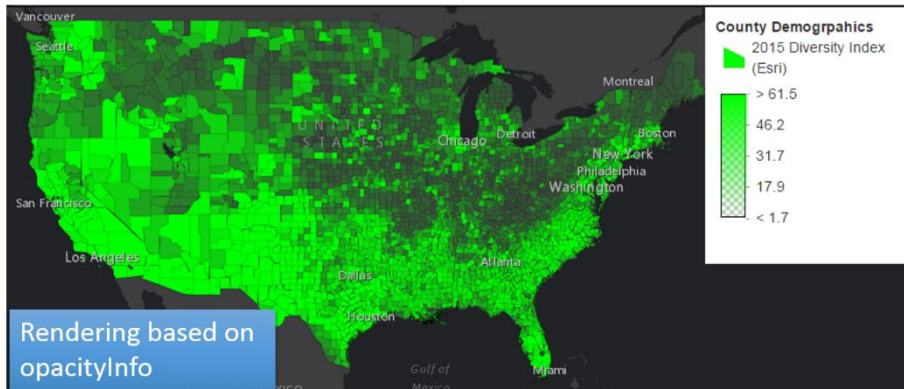 Vancouver
Seattle
County Demogrpahics
2015 Diversity Index
(Esri)
> 61.5
46.2
31.7
17.9
< 1.7
Montreal
UNITED
STATES
Chicago
Detroit
Boston
New York
Philadelphia
Washington
San Francisco
Los Angeles
Dallas
Atlanta
Houston
Rendering based on
opacityInfo
Gulf of
Mexico
Miami